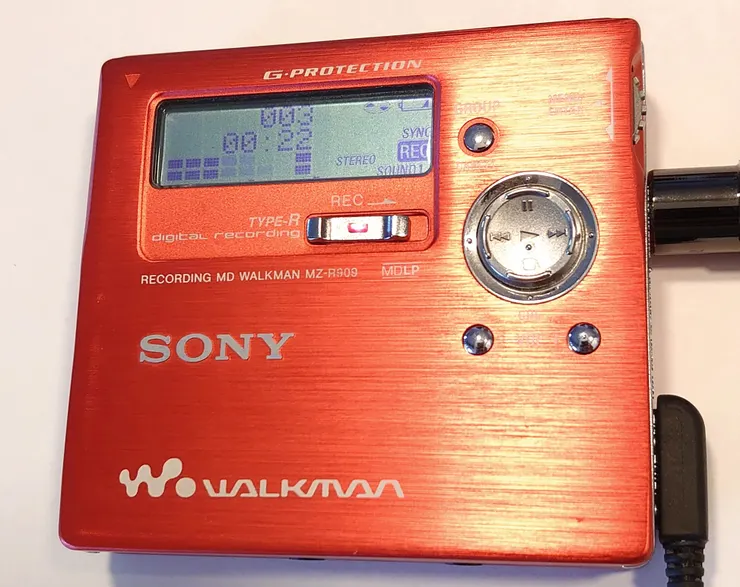 G-PROTECTION
003
00:22
SYNC
REC
STEREO
SOUND1
GROUP
REC
TYPE-R
digital recording
RECORDING MD WALKMAN MZ-R909
MDLP
SONY
WALKMAN